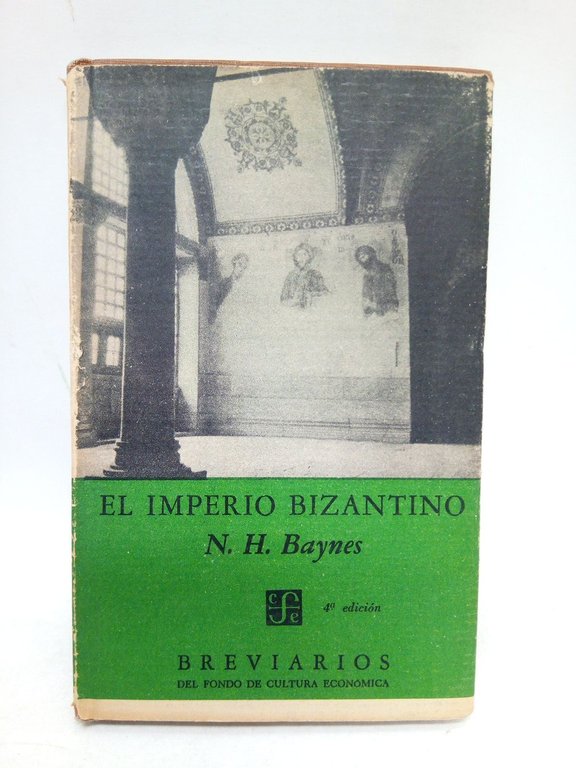 EL IMPERIO BIZANTINO
N. H. Baynes
c f e
4ª edición
BREVIARIOS
DEL FONDO DE CULTURA ECONÓMICA